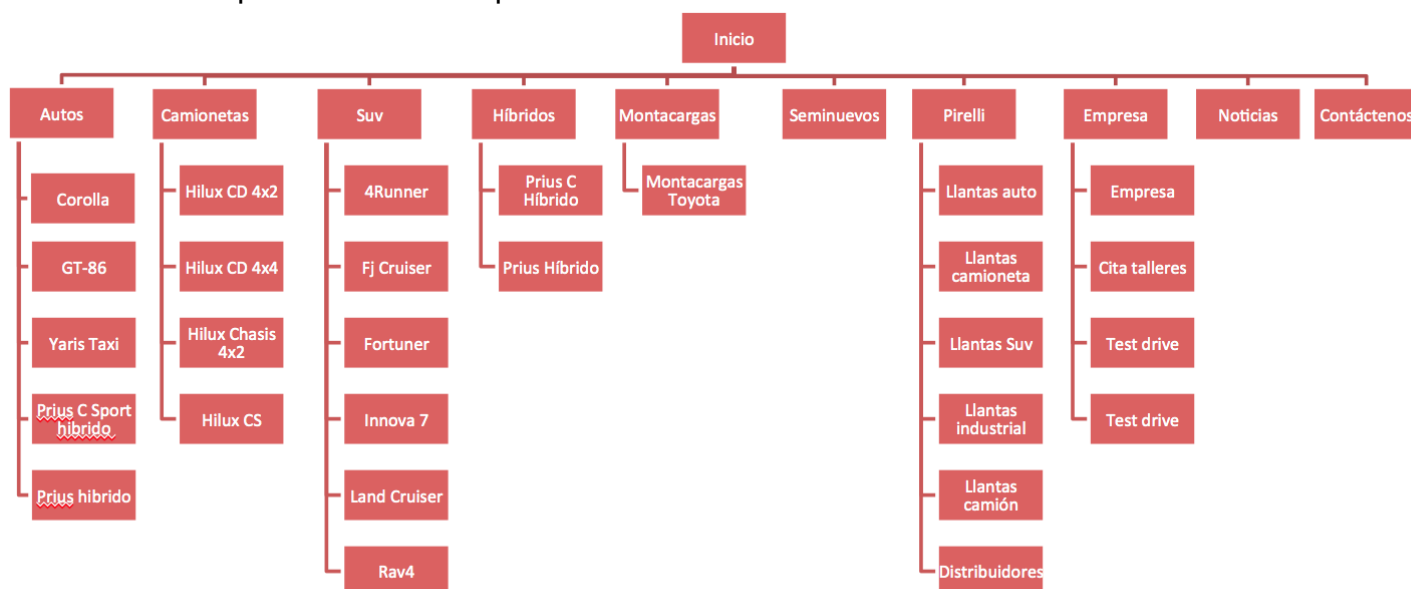 Inicio
Autos
Camionetas
Suv
Híbridos
Montacargas
Seminuevos
Pirelli
Empresa
Noticias
Contáctenos
Corolla
GT-86
Yaris Taxi
Prius C Sport
hibrido
Prius hibrido
Hilux CD 4x2
Hilux CD 4x4
Hilux Chasis
4x2
Hilux CS
4Runner
Fj Cruiser
Fortuner
Innova 7
Land Cruiser
Rav4
Prius C
Híbrido
Prius Híbrido
Montacargas
Toyota
Llantas auto
Llantas
camioneta
Llantas Suv
Llantas
industrial
Llantas
camión
Distribuidores
Empresa
Cita talleres
Test drive
Test drive